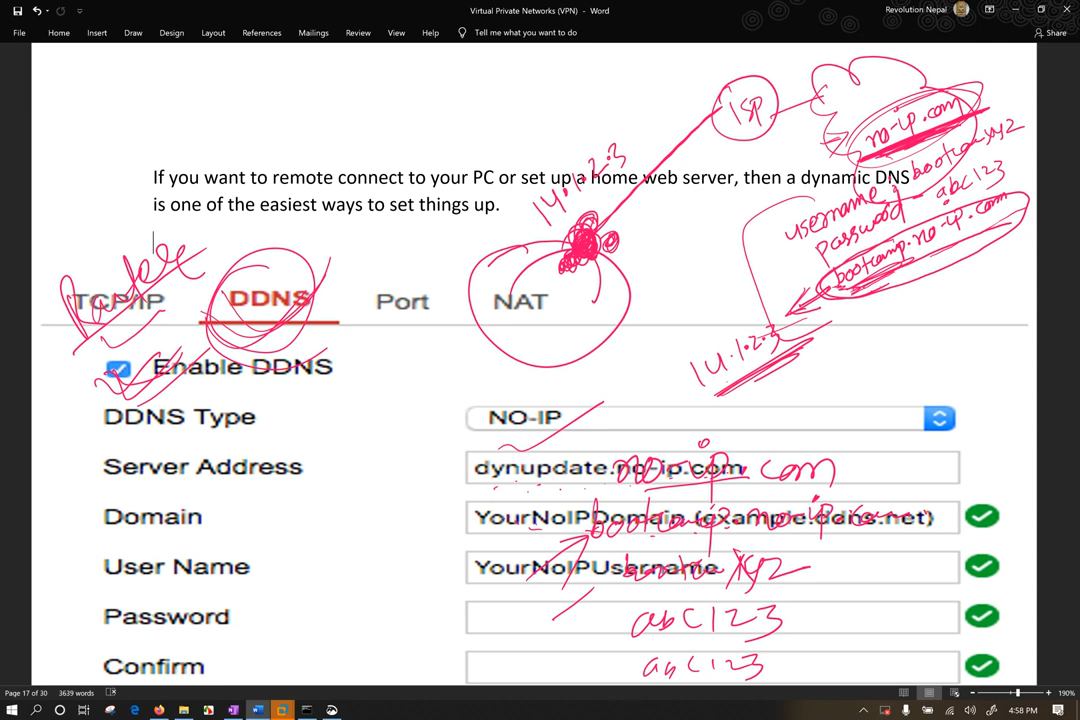 Virtual Private Networks (VPN) - Word
Revolution Nepal
File Home Insert Draw Design Layout References Mailings Review View Help Tell me what you want to do
Share
ISP
no-ip.com
14.1.2.3
If you want to remote connect to your PC or set up a home web server, then a dynamic DNS
is one of the easiest ways to set things up.
username
password - abc123
bootcamp.no-ip.com
Router
TCP/IP DDNS Port NAT
14.1.2.3
Enable DDNS
DDNS Type NO-IP
Server Address dynupdate.no-ip.com
no-ip.com
Domain YourNoIPDomain (example.ddns.net)
bootcamp.no-ip.com
User Name YourNoIPUsername
xyz
Password abc123
Confirm abc123
Page 17 of 30 3639 words
190%
4:58 PM